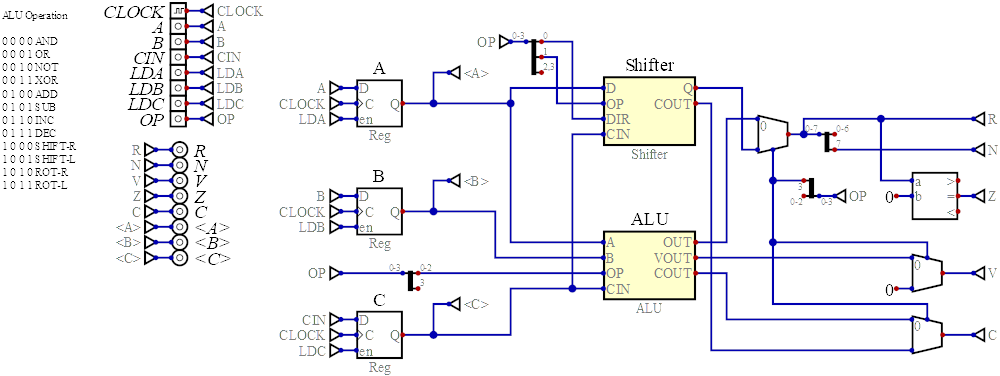 ALU Operation
0 0 0 0 AND
0 0 0 1 OR
0 0 1 0 NOT
0 0 1 1 XOR
0 1 0 0 ADD
0 1 0 1 SUB
0 1 1 0 INC
0 1 1 1 DEC
1 0 0 0 SHIFT-R
1 0 0 1 SHIFT-L
1 0 1 0 ROT-R
1 0 1 1 ROT-L
CLOCK CLOCK
A A
B B
CIN CIN
LDA LDA
LDB LDB
LDC LDC
OP OP
R R
N N
V V
Z Z
C C
<A> <A>
<B> <B>
<C> <C>
A
A D
CLOCK C Q
LDA en
Reg
<A>
B
B D
CLOCK C Q
LDB en
Reg
<B>
OP 0-3 0-2
3
C
CIN D
CLOCK C Q
LDC en
Reg
<C>
OP 0-3 0
1
2,3
Shifter
D Q
OP COUT
DIR
CIN
Shifter
ALU
A OUT
B VOUT
OP COUT
CIN
ALU
0
0-7 0-6
7
R
N
3
0-2 0-3 OP
a >
0 b =
<
Z
0
0
V
0
C